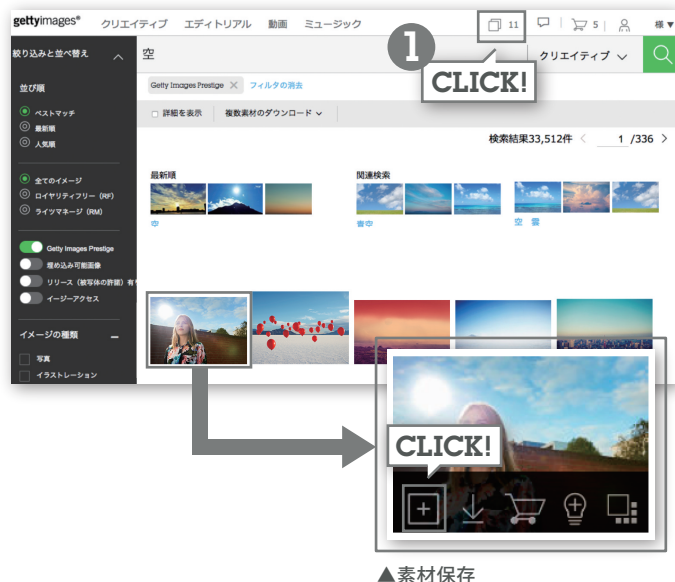 gettyimages® クリエイティブ エディトリアル 動画 ミュージック 11 5 様▼
絞り込みと並べ替え
空
1
CLICK!
クリエイティブ
Getty Images Prestige フィルタの消去
並び順
ベストマッチ
最新順
人気順
詳細を表示 複数素材のダウンロード
検索結果33,512件 1 /336
全てのイメージ
ロイヤリティフリー（RF）
ライツマネージ（RM）
最新順
空
関連検索
青空
空 雲
Getty Images Prestige
埋め込み可能画像
リリース（被写体の許諾）有り
イージーアクセス
イメージの種類
写真
イラストレーション
CLICK!
▲素材保存